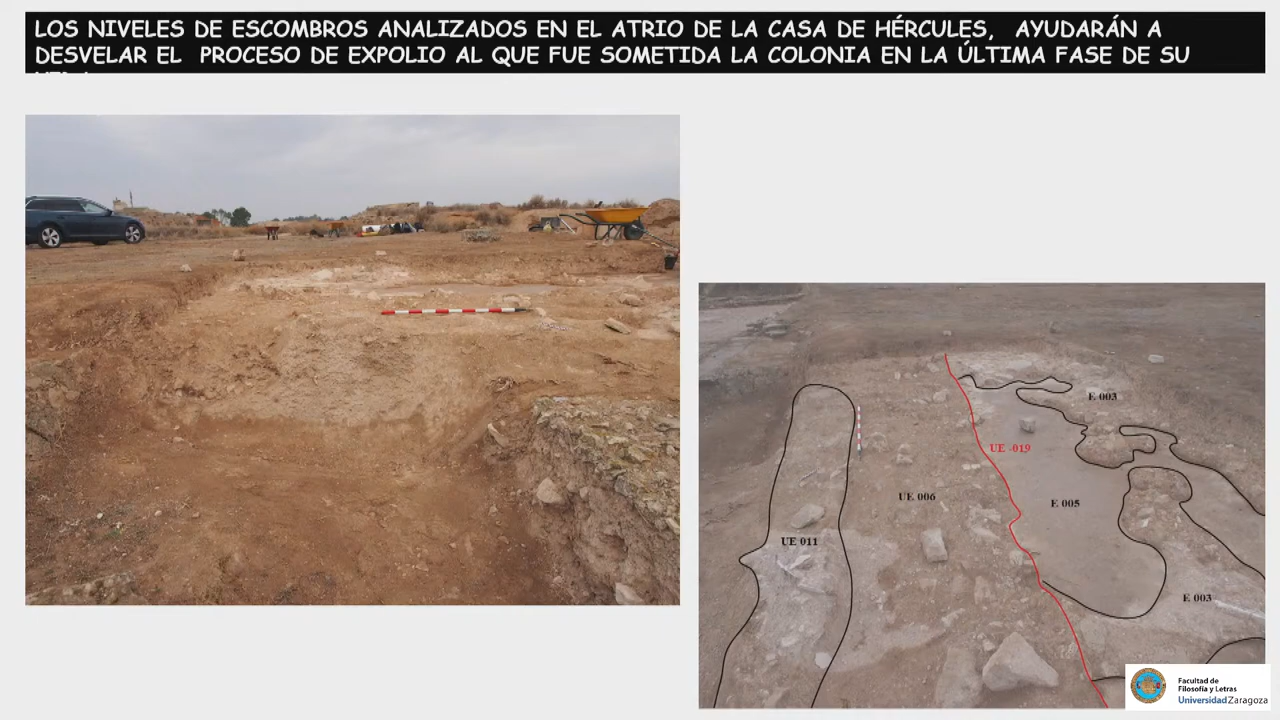 LOS NIVELES DE ESCOMBROS ANALIZADOS EN EL ATRIO DE LA CASA DE HÉRCULES, AYUDARÁN A
DESVELAR EL PROCESO DE EXPOLIO AL QUE FUE SOMETIDA LA COLONIA EN LA ÚLTIMA FASE DE SU
E 003
UE -019
UE 006
E 005
UE 011
E 003
Facultad de
Filosofía y Letras
Universidad Zaragoza